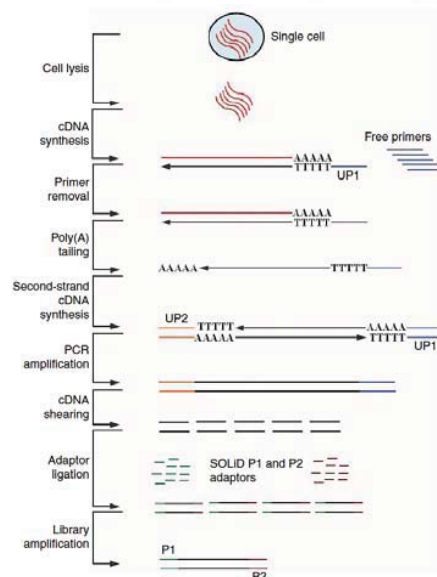 Single cell
Cell lysis
cDNA
synthesis
Free primers
AAAAA
TTTTT
UP1
Primer
removal
AAAAA
TTTTT
Poly(A)
tailing
AAAAA
TTTTT
Second-strand
cDNA
synthesis
UP2
TTTTT
AAAAA
AAAAA
TTTTT
UP1
PCR
amplification
cDNA
shearing
Adaptor
ligation
SOLiD P1 and P2
adaptors
Library
amplification
P1
P2